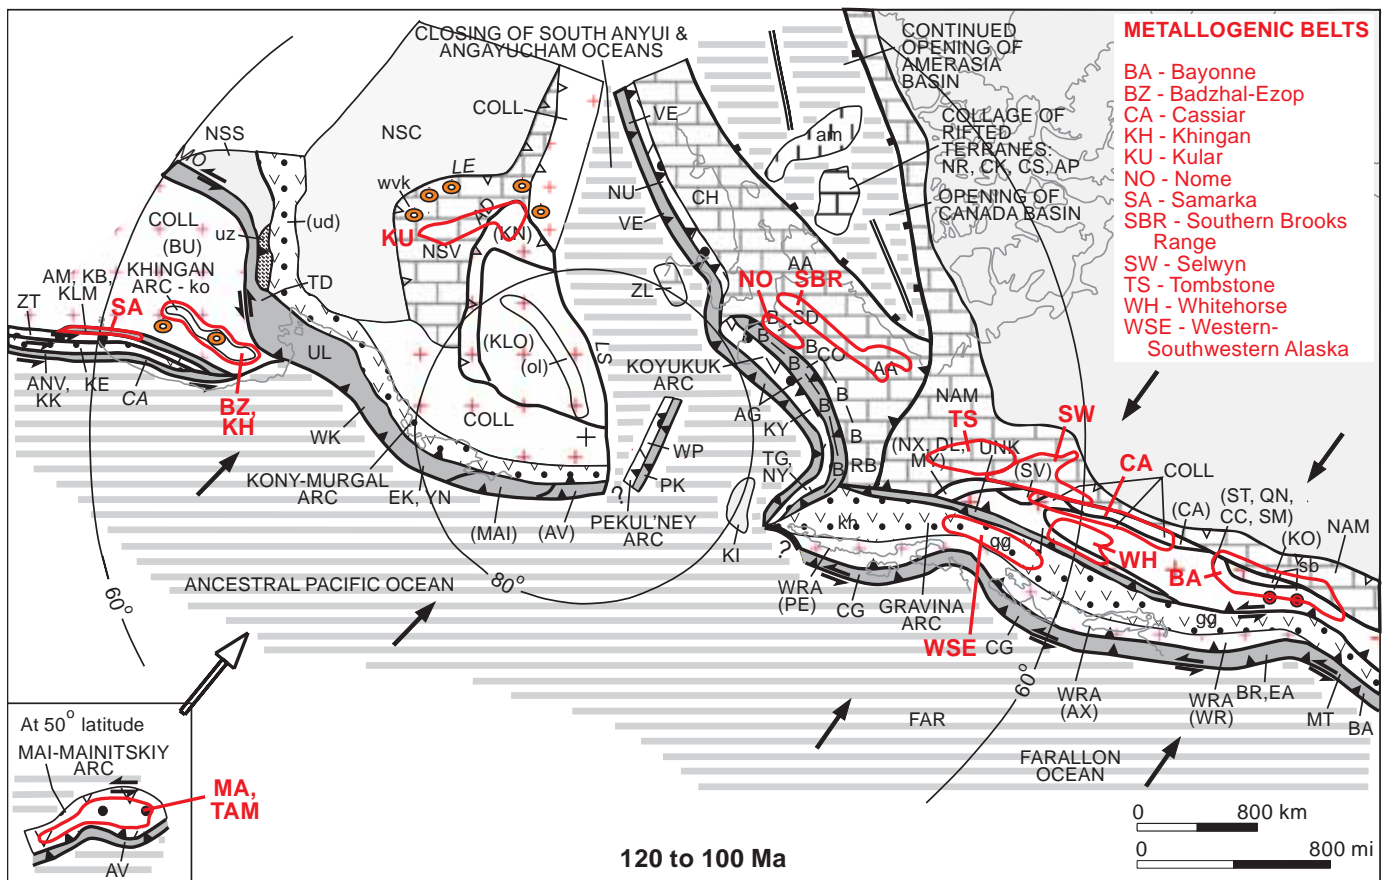 CLOSING OF SOUTH ANYUI &
ANGAYUCHAM OCEANS
CONTINUED
OPENING OF
AMERASIA
BASIN
COLLAGE OF
RIFTED
TERRANES:
NR, CK, CS, AP
OPENING OF
CANADA BASIN
METALLOGENIC BELTS
BA - Bayonne
BZ - Badzhal-Ezop
CA - Cassiar
KH - Khingan
KU - Kular
NO - Nome
SA - Samarka
SBR - Southern Brooks
Range
SW - Selwyn
TS - Tombstone
WH - Whitehorse
WSE - Western-
Southwestern Alaska
NSS
MO
NSC
COLL
LE
wvk
VE
am
NU
CH
VE
COLL
(BU)
uz
(ud)
KU
NSV
(KN)
AM, KB,
KLM
KHINGAN
ARC - ko
TD
ZT
SA
ZL
AA
NO
SBR
B
SD
B
B
CO
B
AA
B
B
B
B
UL
(KLO)
(ol)
LS
KOYUKUK
ARC
ANV,
KK
KE
CA
BZ,
KH
WK
COLL
AG
KY
NAM
TS
SW
WP
TG,
NY
RB
(NX, DL,
MY)
UNK
(SV)
CA
COLL
KONY-MURGAL
ARC
EK, YN
(MAI)
(AV)
?
PK
PEKUL'NEY
ARC
KI
?
kh
gg
WH
(CA)
(ST, QN,
CC, SM)
(KO)
NAM
sb
BA
gg
ANCESTRAL PACIFIC OCEAN
60°
80°
WRA
(PE)
CG
GRAVINA
ARC
WSE
CG
60°
WRA
(AX)
WRA
(WR)
BR,EA
MT
BA
FAR
FARALLON
OCEAN
At 50° latitude
MAI-MAINITSKIY
ARC
MA,
TAM
AV
120 to 100 Ma
0 800 km
0 800 mi